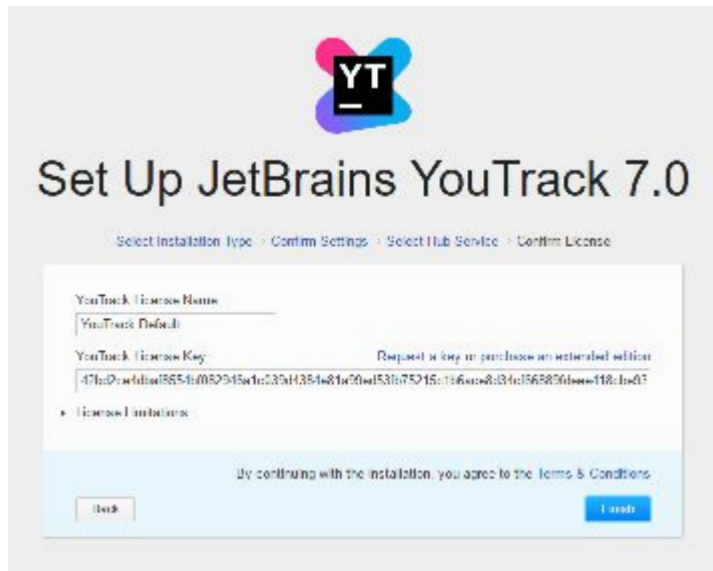 YT
Set Up JetBrains YouTrack 7.0
Select Installation Type Confirm Settings Select Hub Service Confirm License
YouTrack License Name
YouTrack Default
YouTrack License Key Request a key or purchase an extended edition
License Limitations
By continuing with the installation, you agree to the Terms & Conditions
Back Finish